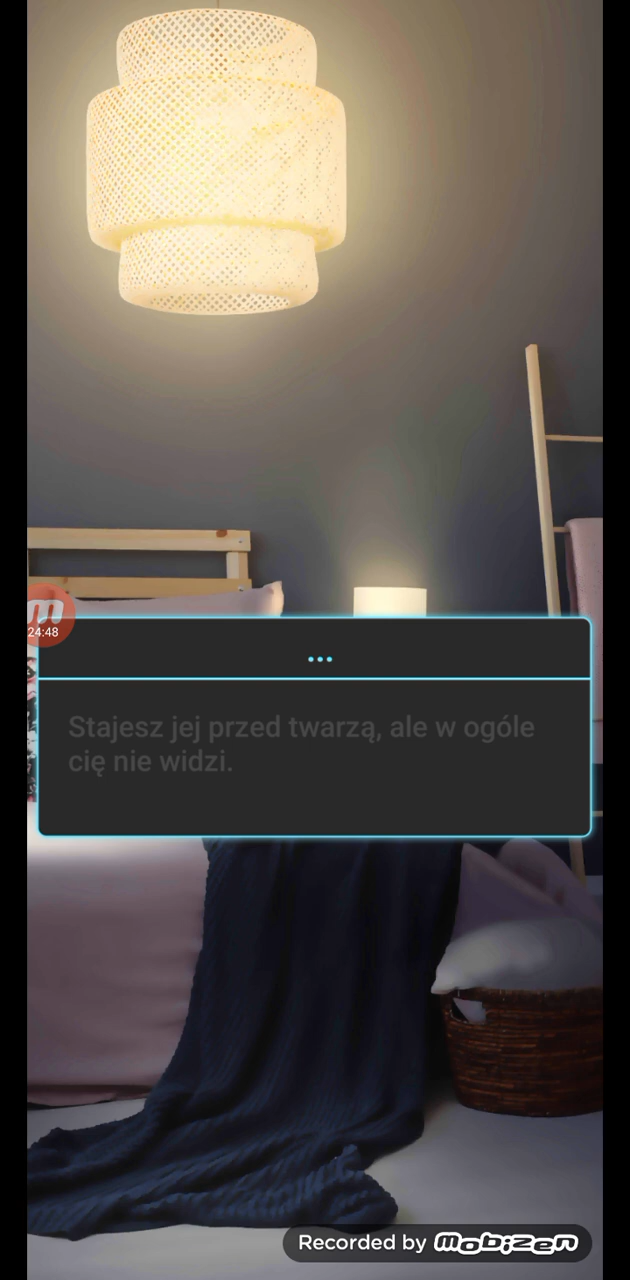 24:48
...
Stajesz jej przed twarzą, ale w ogóle
cię nie widzi.
Recorded by mobizen